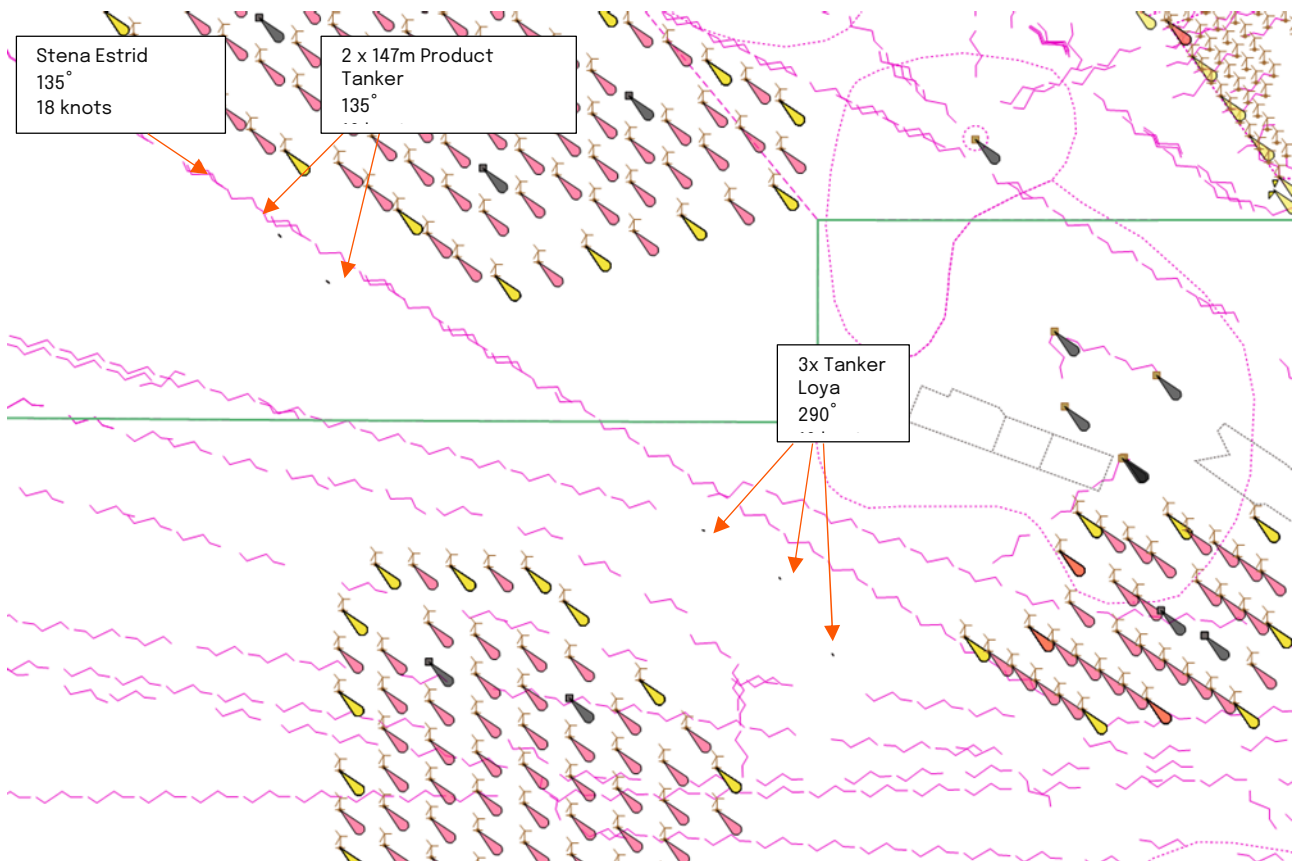 Stena Estrid
135°
18 knots
2 x 147m Product
Tanker
135°
3x Tanker
Loya
290°